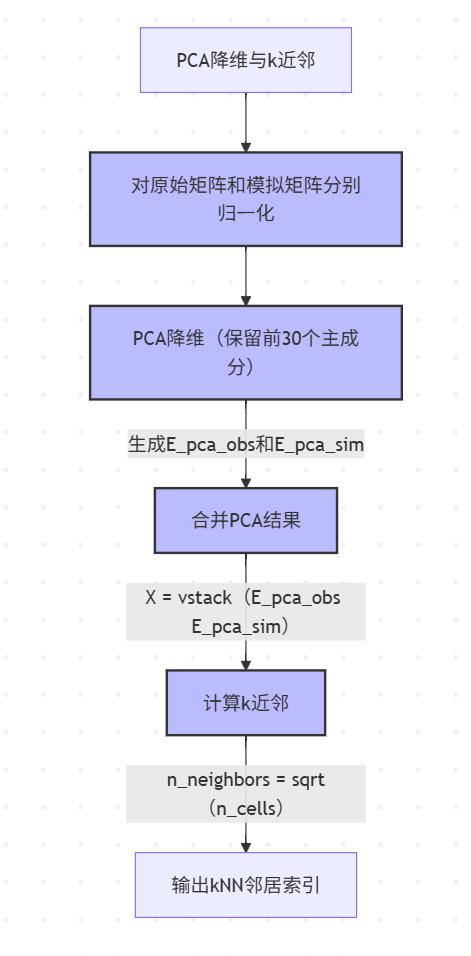 PCA降维与k近邻
对原始矩阵和模拟矩阵分别
归一化
PCA降维（保留前30个主成
分）
生成E_pca_obs和E_pca_sim
合并PCA结果
X = vstack（E_pca_obs
E_pca_sim）
计算k近邻
n_neighbors = sqrt
（n_cells）
输出kNN邻居索引